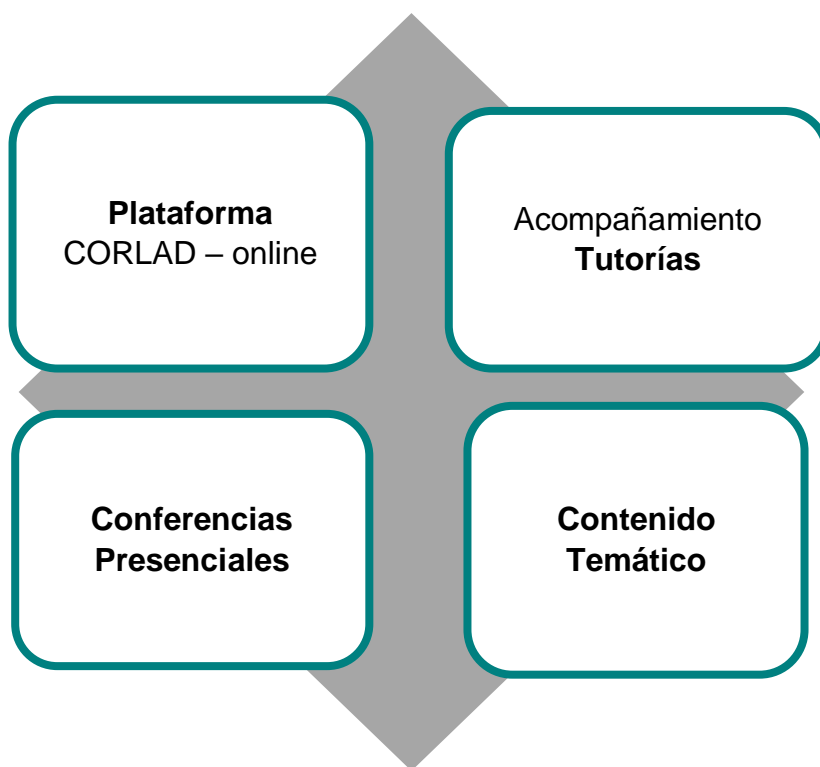 Plataforma
CORLAD – online
Acompañamiento
Tutorías
Conferencias
Presenciales
Contenido
Temático